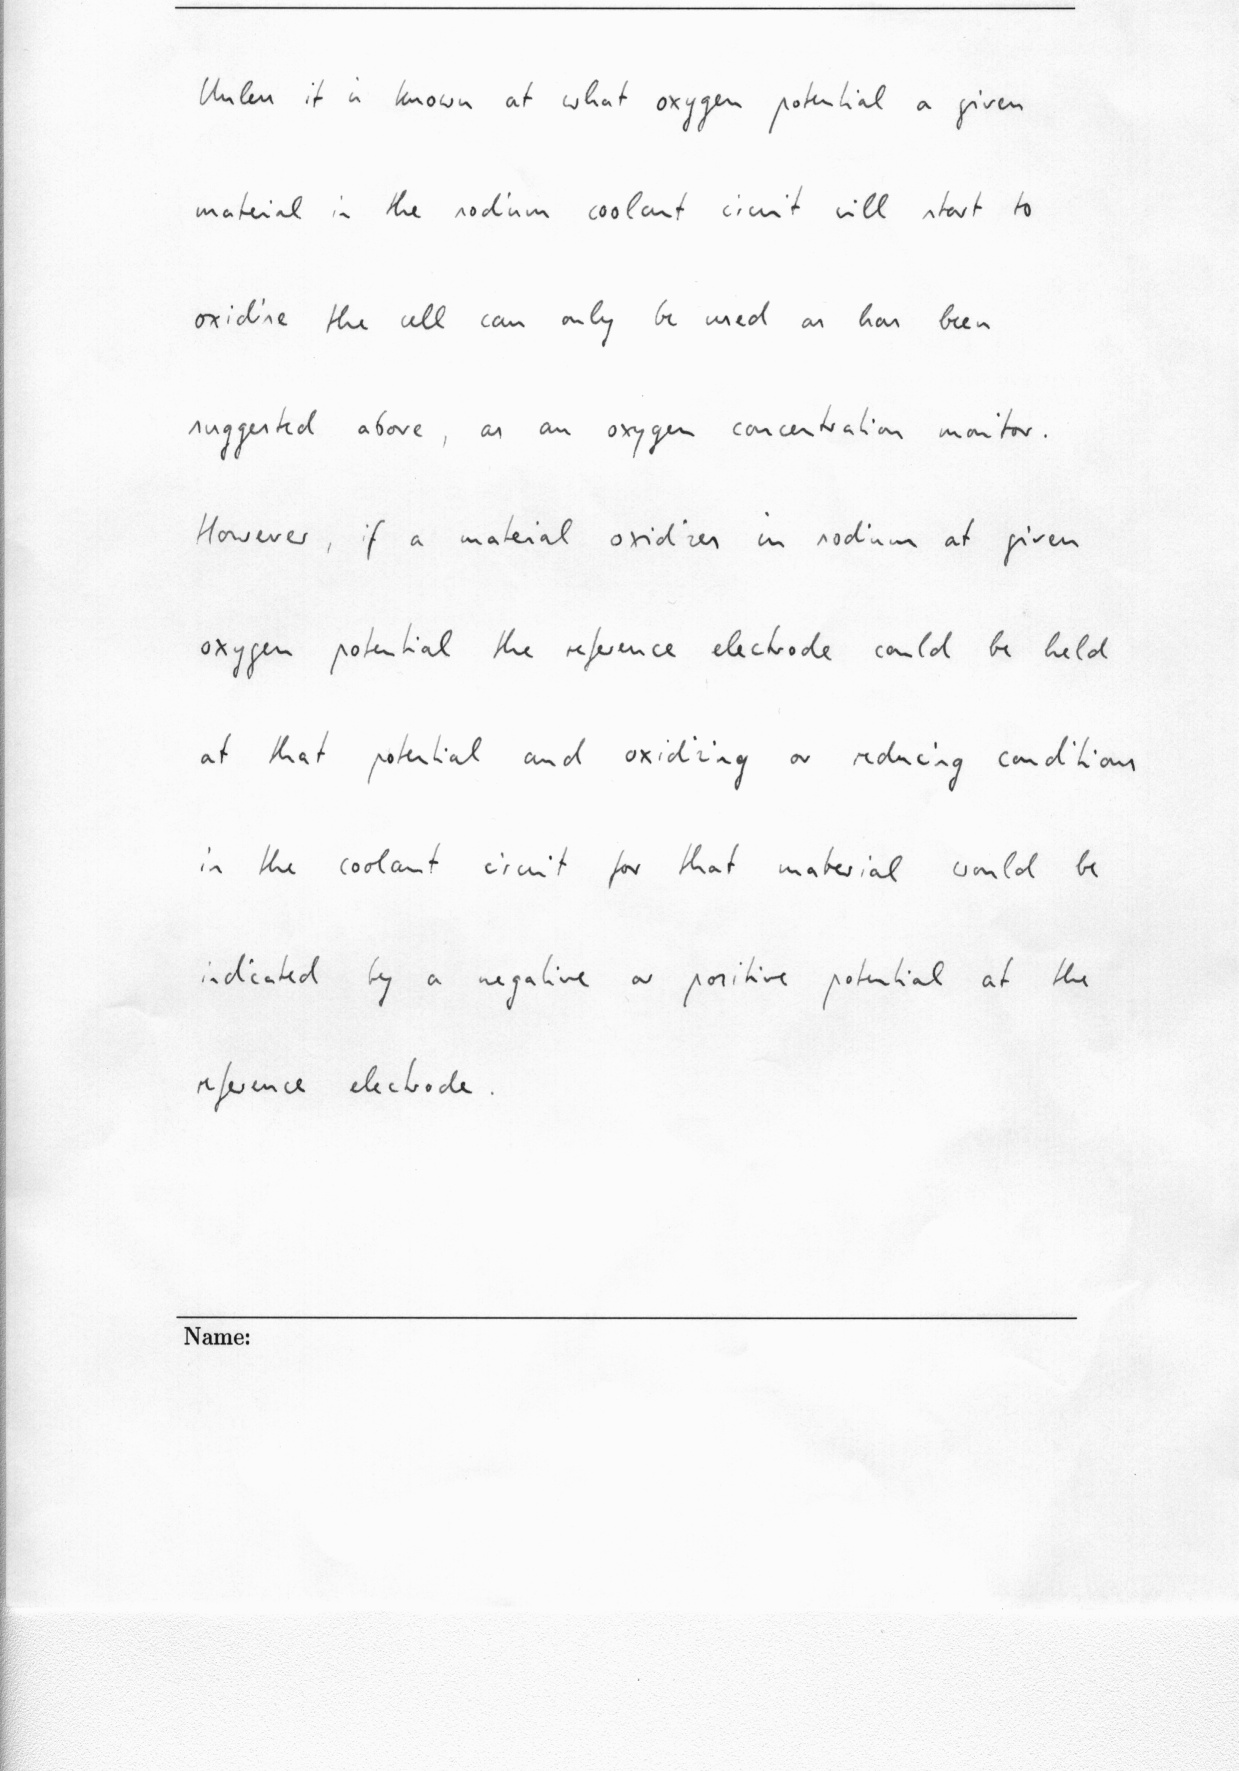 Unless it is known at what oxygen potential a given
material in the sodium coolant circuit will start to
oxidise the cell can only be used as has been
suggested above, as an oxygen concentration monitor.
However, if a material oxidizes in sodium at given
oxygen potential the reference electrode could be held
at that potential and oxidizing or reducing conditions
in the coolant circuit for that material would be
indicated by a negative or positive potential at the
reference electrode.
Name: